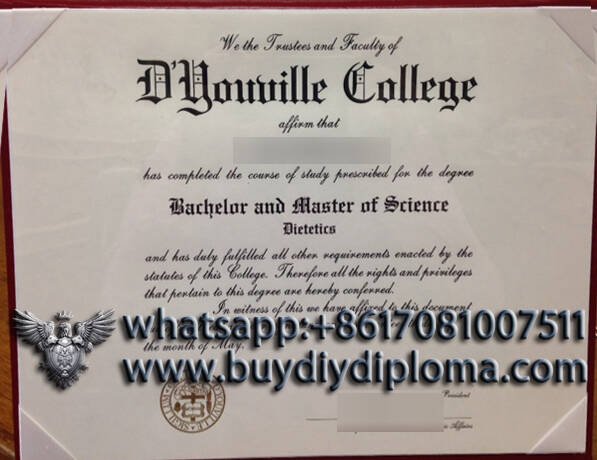 We the Trustees and Faculty of
D'Youville College
affirm that
has completed the course of study prescribed for the degree
Bachelor and Master of Science
Dietetics
and has duly fulfilled all other requirements enacted by the
statutes of this College. Therefore all the rights and privileges
that pertain to this degree are hereby conferred.
In witness of this we have affixed to this document
whatsapp:+8617081007511
the month of May.
www.buydiydiploma.com
President
Affairs